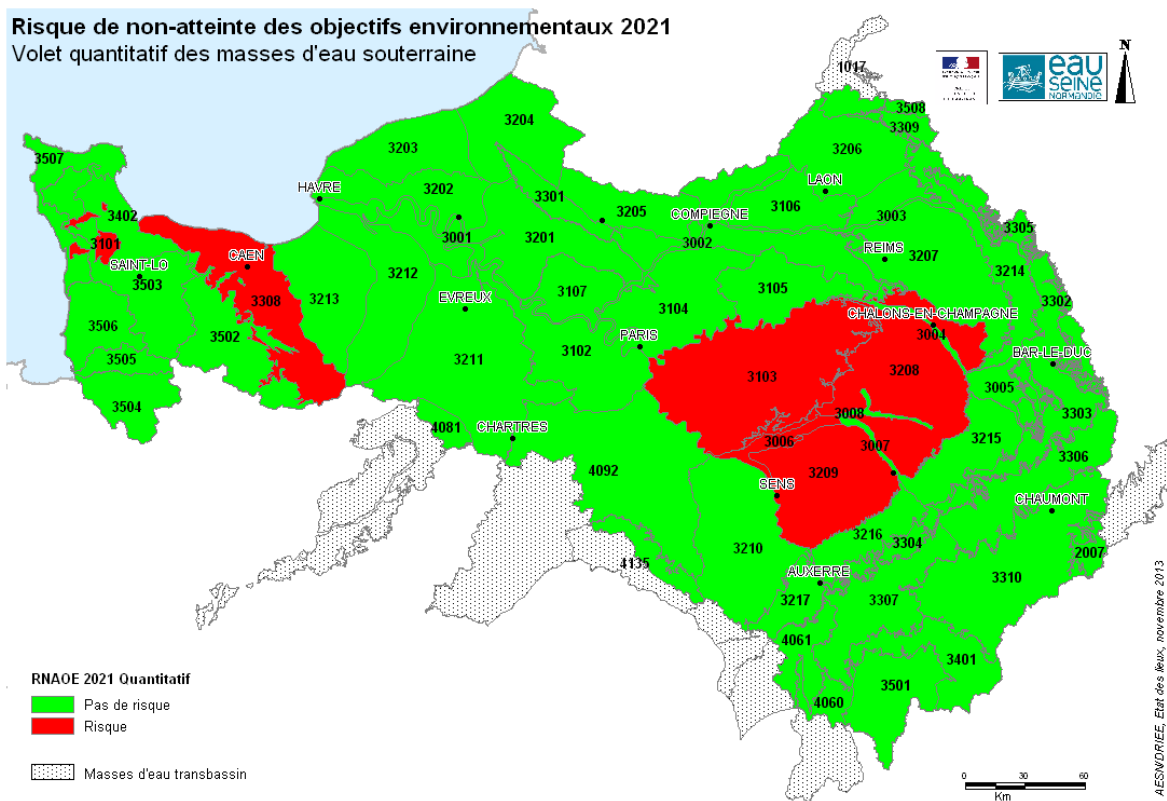 Risque de non-atteinte des objectifs environnementaux 2021
Volet quantitatif des masses d'eau souterraine
N
eau
SEINE
NORMANDIE
1017
3508
3309
3204
3203
3206
3507
LAON
HAVRE
3202
3301
3205
COMPIEGNE
3106
3003
3402
3001
3201
3002
3305
3101
CAEN
REIMS
3207
SAINT-LO
3503
3212
3214
3107
3105
3308
3213
EVREUX
3104
3302
CHALONS-EN-CHAMPAGNE
3004
3506
3502
PARIS
3102
BAR-LE-DUC
3505
3211
3103
3208
3005
3504
3008
3303
4081
CHARTRES
3006
3007
3215
3306
4092
3209
SENS
CHAUMONT
3216
3304
3210
2007
4135
AUXERRE
3310
3217
3307
4061
3401
3501
4060
RNAOE 2021 Quantitatif
Pas de risque
Risque
Masses d'eau transbassin
0 30 60
Km
AESN/DRIEE, Etat des lieux, novembre 2013